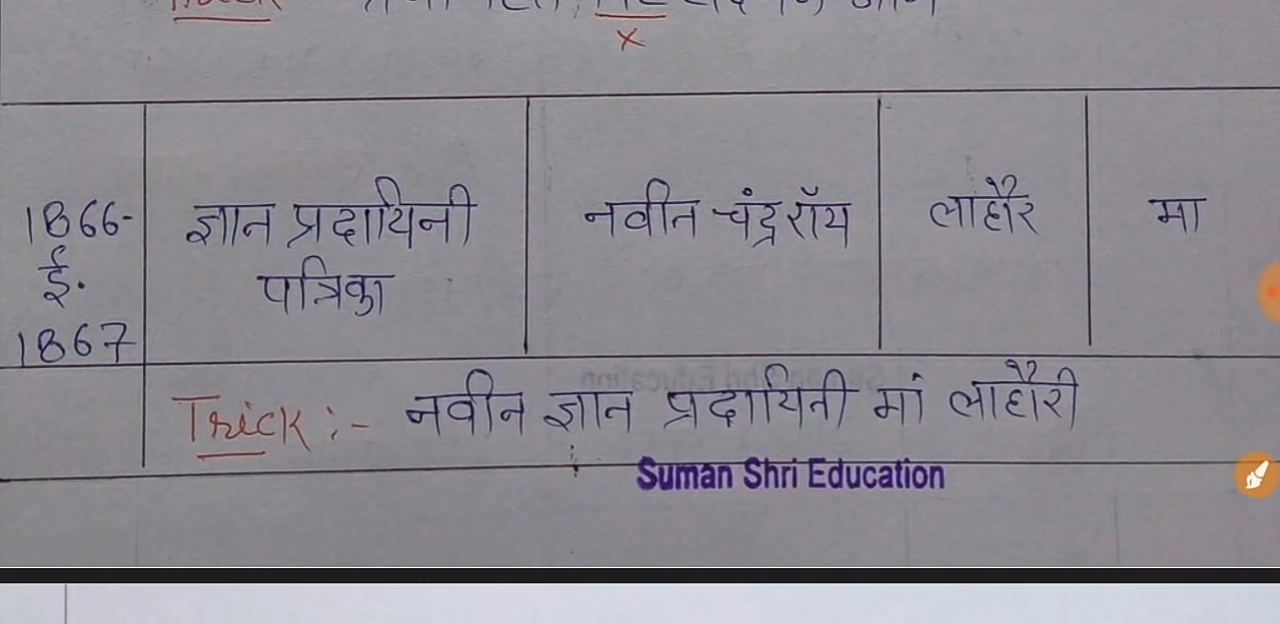 1866-
ई.
1867
ज्ञान प्रदायिनी
पत्रिका
नवीन चंद्र रॉय
लाहौर
मा
Trick :- नवीन ज्ञान प्रदायिनी मां लाहौरी
Suman Shri Education